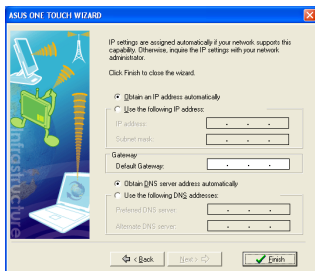 ASUS ONE TOUCH WIZARD
IP settings are assigned automatically if your network supports this
capability. Otherwise, inquire the IP settings with your network
administrator.
Click Finish to close the wizard.
Obtain an IP address automatically
Use the following IP address:
IP address:
Subnet mask:
Gateway
Default Gateway:
Obtain DNS server address automatically
Use the following DNS addresses:
Preferred DNS server:
Alternate DNS server:
< Back
Next >
Finish
Infrastructure